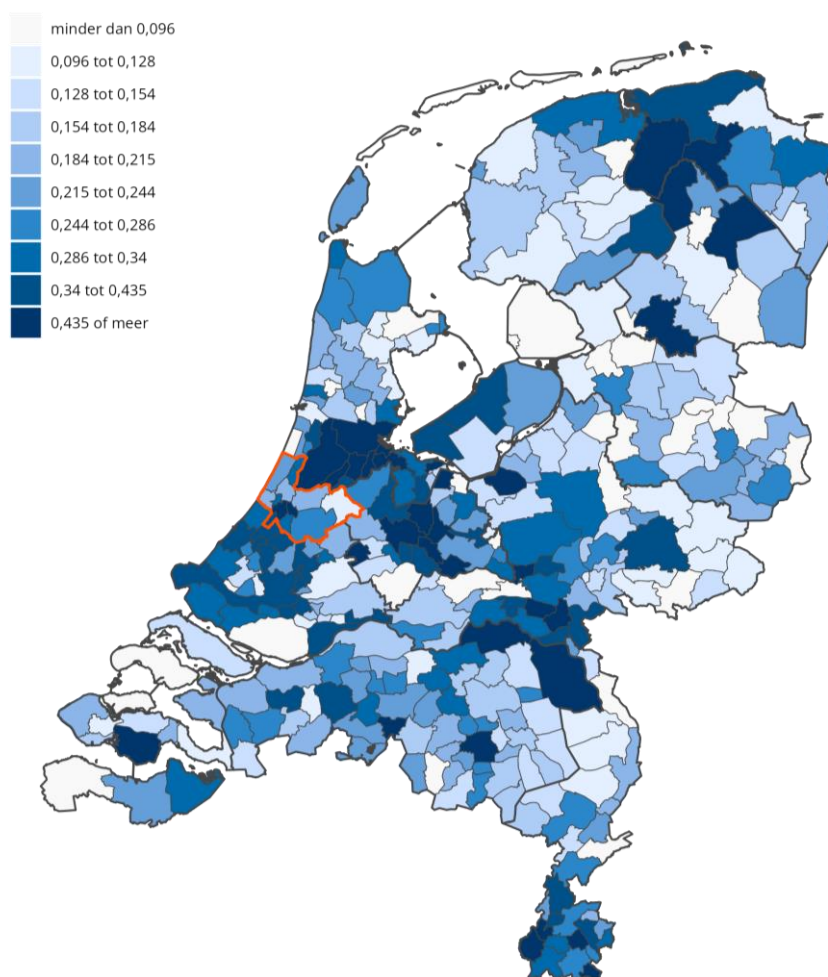 minder dan 0,096
0,096 tot 0,128
0,128 tot 0,154
0,154 tot 0,184
0,184 tot 0,215
0,215 tot 0,244
0,244 tot 0,286
0,286 tot 0,34
0,34 tot 0,435
0,435 of meer